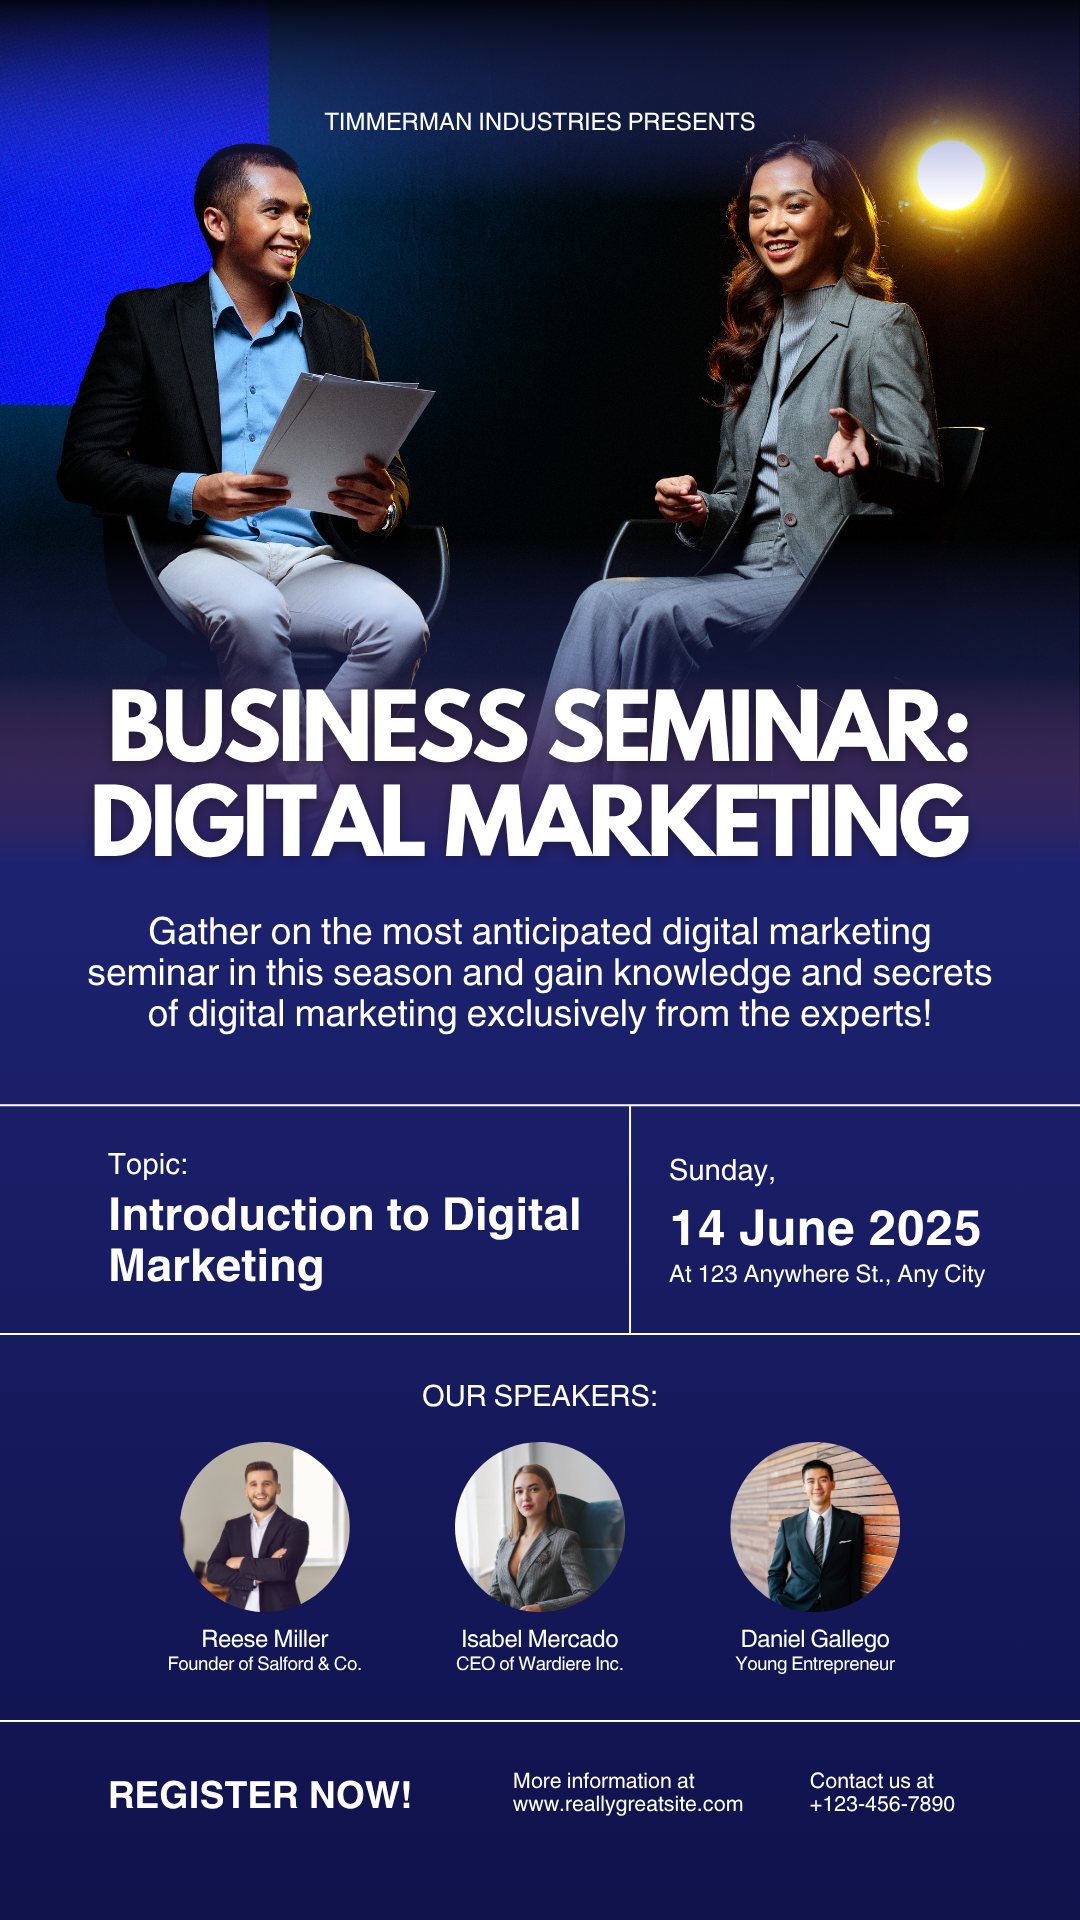 TIMMERMAN INDUSTRIES PRESENTS
BUSINESS SEMINAR:
DIGITAL MARKETING
Gather on the most anticipated digital marketing
seminar in this season and gain knowledge and secrets
of digital marketing exclusively from the experts!
Topic:
Introduction to Digital
Marketing
Sunday,
14 June 2025
At 123 Anywhere St., Any City
OUR SPEAKERS:
Reese Miller
Founder of Salford & Co.
Isabel Mercado
CEO of Wardiere Inc.
Daniel Gallego
Young Entrepreneur
REGISTER NOW!
More information at
www.reallygreatsite.com
Contact us at
+123-456-7890